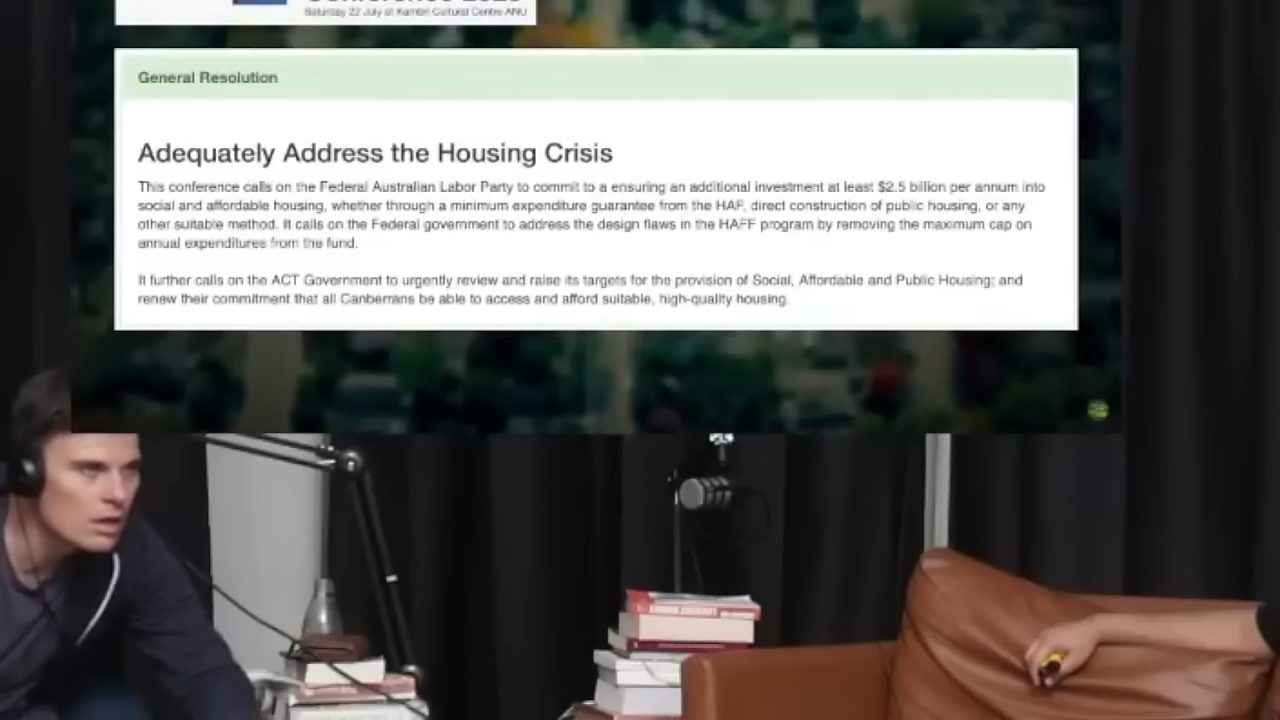 Conference 2023
Saturday 22 July at Kambri Cultural Centre ANU
General Resolution
Adequately Address the Housing Crisis
This conference calls on the Federal Australian Labor Party to commit to a ensuring an additional investment at least $2.5 billion per annum into
social and affordable housing, whether through a minimum expenditure guarantee from the HAF, direct construction of public housing, or any
other suitable method. It calls on the Federal government to address the design flaws in the HAFF program by removing the maximum cap on
annual expenditures from the fund.
It further calls on the ACT Government to urgently review and raise its targets for the provision of Social, Affordable and Public Housing; and
renew their commitment that all Canberrans be able to access and afford suitable, high-quality housing.